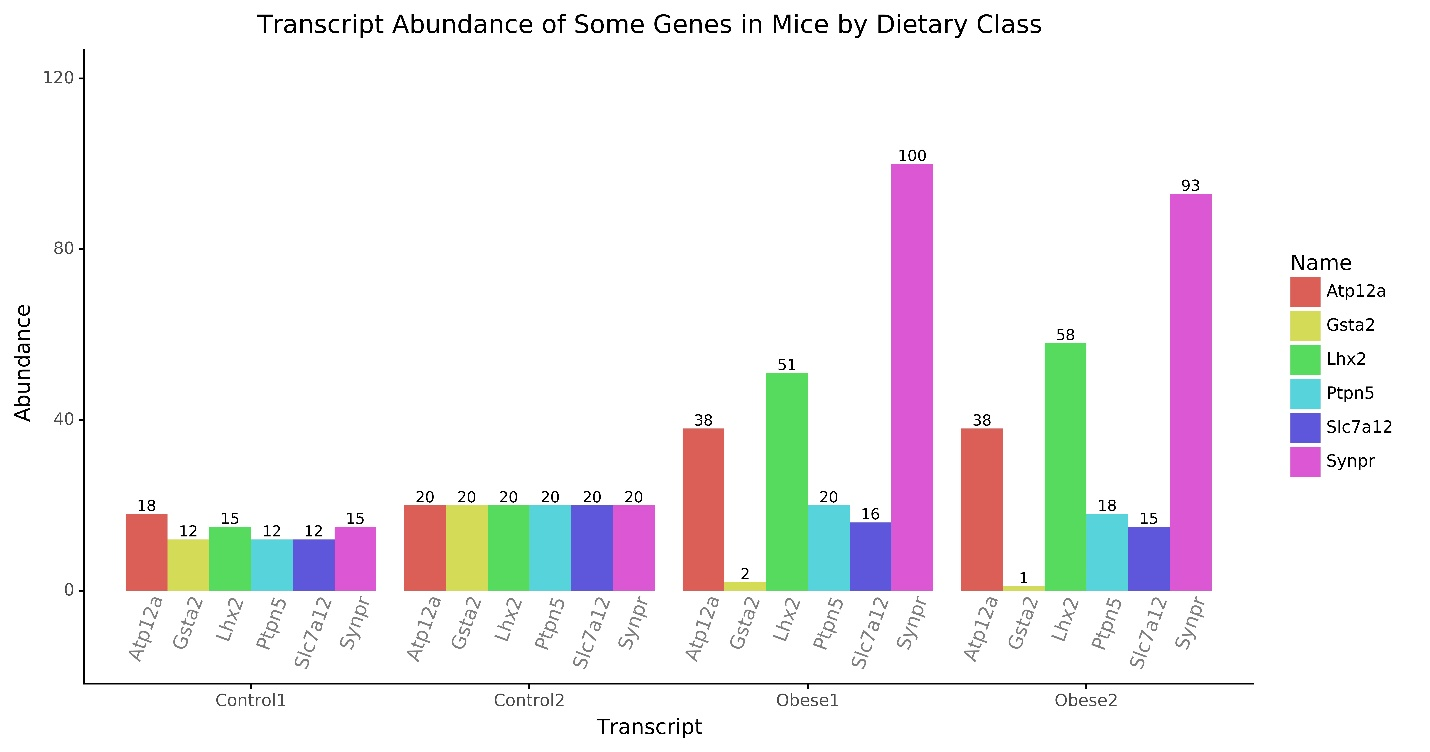 Transcript Abundance of Some Genes in Mice by Dietary Class
Abundance
120
80
40
0
18
12
15
12
12
15
20
20
20
20
20
20
38
2
51
20
16
100
38
1
58
18
15
93
Atp12a
Gsta2
Lhx2
Ptpn5
Slc7a12
Synpr
Atp12a
Gsta2
Lhx2
Ptpn5
Slc7a12
Synpr
Atp12a
Gsta2
Lhx2
Ptpn5
Slc7a12
Synpr
Atp12a
Gsta2
Lhx2
Ptpn5
Slc7a12
Synpr
Control1
Control2
Obese1
Obese2
Transcript
Name
Atp12a
Gsta2
Lhx2
Ptpn5
Slc7a12
Synpr